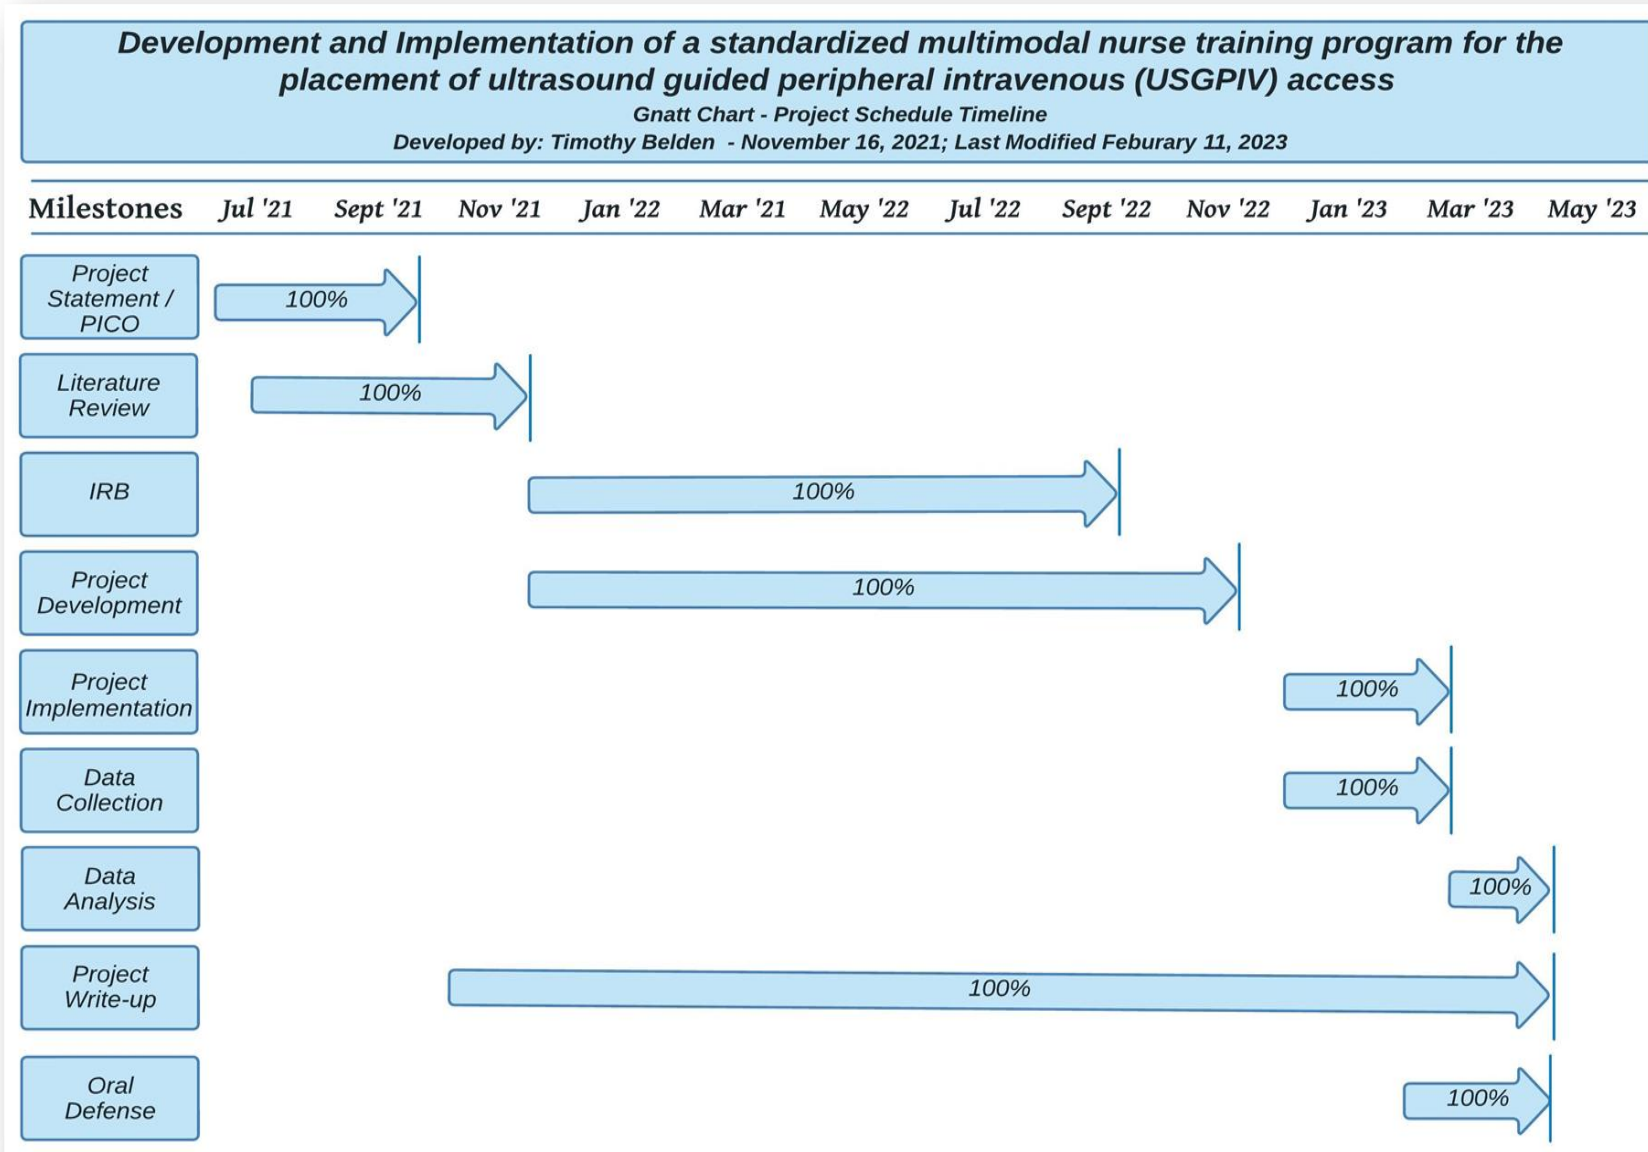 Development and Implementation of a standardized multimodal nurse training program for the
placement of ultrasound guided peripheral intravenous (USGPIV) access
Gnatt Chart - Project Schedule Timeline
Developed by: Timothy Belden - November 16, 2021; Last Modified Feburary 11, 2023
Milestones Jul '21 Sept '21 Nov '21 Jan '22 Mar '21 May '22 Jul '22 Sept '22 Nov '22 Jan '23 Mar '23 May '23
Project
Statement /
PICO
100%
Literature
Review
100%
IRB
100%
Project
Development
100%
Project
Implementation
100%
Data
Collection
100%
Data
Analysis
100%
Project
Write-up
100%
Oral
Defense
100%